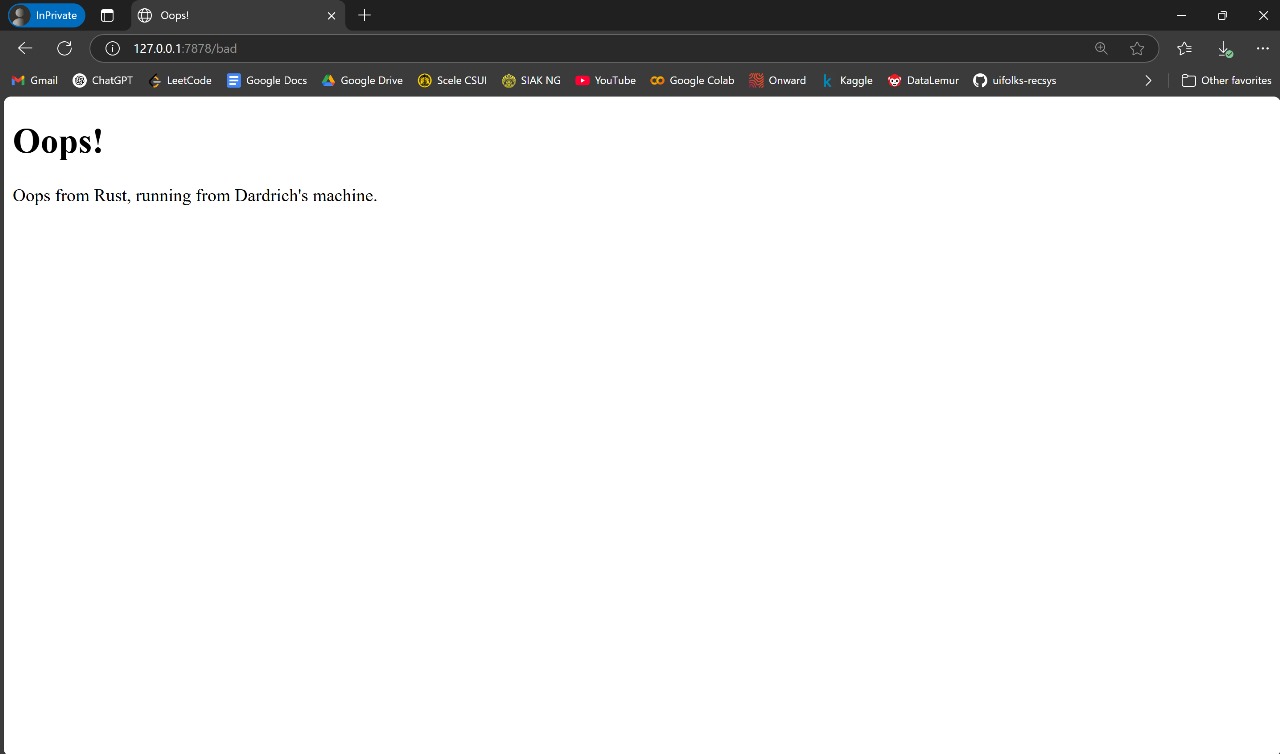 InPrivate Oops!
127.0.0.1:7878/bad
Gmail ChatGPT LeetCode Google Docs Google Drive Scele CSUI SIAK NG YouTube Google Colab Onward Kaggle DataLemur uifolks-recsys Other favorites
Oops!
Oops from Rust, running from Dardrich's machine.